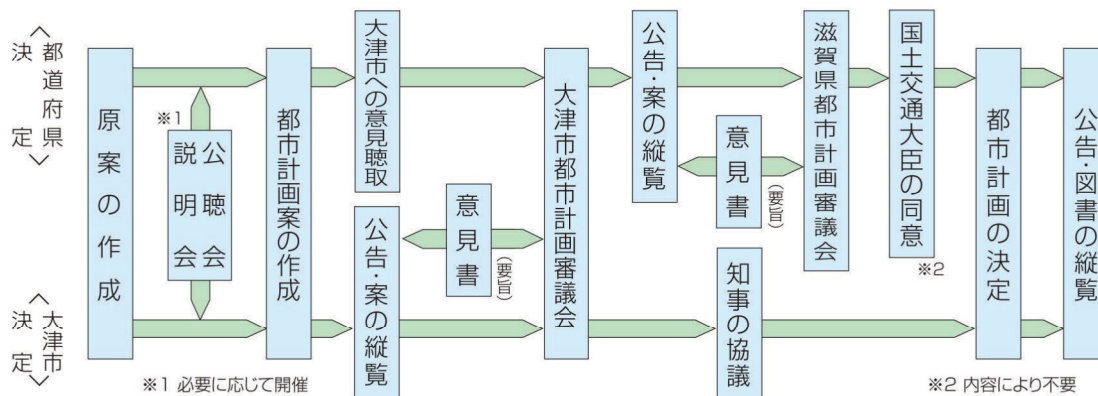 〈都道府県決定〉
原案の作成
※1
公聴会
説明会
都市計画案の作成
大津市への意見聴取
公告・案の縦覧
意見書
（要旨）
大津市都市計画審議会
公告・案の縦覧
意見書
（要旨）
知事の協議
滋賀県都市計画審議会
国土交通大臣の同意
※2
都市計画の決定
公告・図書の縦覧
〈大津市決定〉
※1 必要に応じて開催
※2 内容により不要